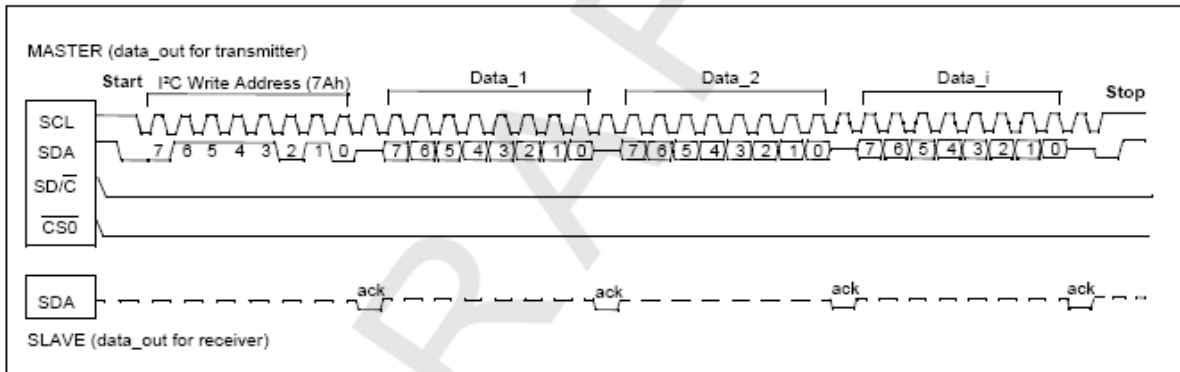 MASTER (data_out for transmitter)
Start I²C Write Address (7Ah) Data_1 Data_2 Data_i Stop
SCL
SDA 7 6 5 4 3 2 1 0 7 6 5 4 3 2 1 0 7 6 5 4 3 2 1 0 7 6 5 4 3 2 1 0
SD/C̅
C̅S̅0̅
SDA ack ack ack ack
SLAVE (data_out for receiver)